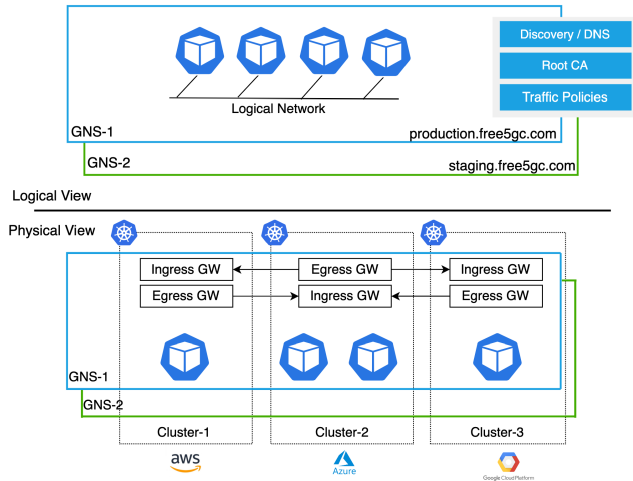 Discovery / DNS
Root CA
Traffic Policies
Logical Network
GNS-1
production.free5gc.com
GNS-2
staging.free5gc.com
Logical View
Physical View
Ingress GW
Egress GW
Ingress GW
Egress GW
Ingress GW
Egress GW
GNS-1
GNS-2
Cluster-1
Cluster-2
Cluster-3
aws
Azure
Google Cloud Platform